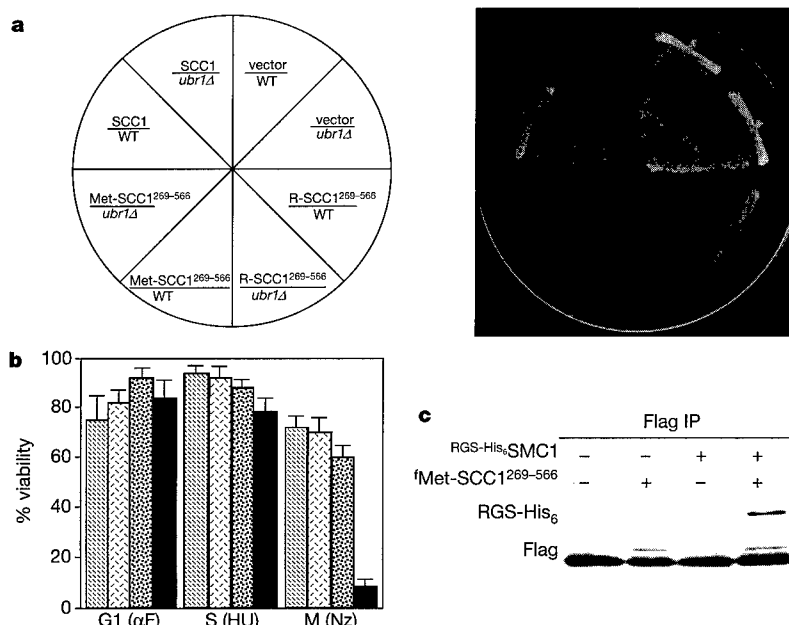 a
SCC1
ubr1Δ
vector
WT
SCC1
WT
vector
ubr1Δ
Met-SCC1²⁶⁹⁻⁵⁶⁶
ubr1Δ
R-SCC1²⁶⁹⁻⁵⁶⁶
WT
Met-SCC1²⁶⁹⁻⁵⁶⁶
WT
R-SCC1²⁶⁹⁻⁵⁶⁶
ubr1Δ
b
% viability
100
80
60
40
20
0
G1 (αF) S (HU) M (Nz)
c
Flag IP
RGS-His₆SMC1 – – + +
fMet-SCC1²⁶⁹⁻⁵⁶⁶ – + – +
RGS-His₆
Flag